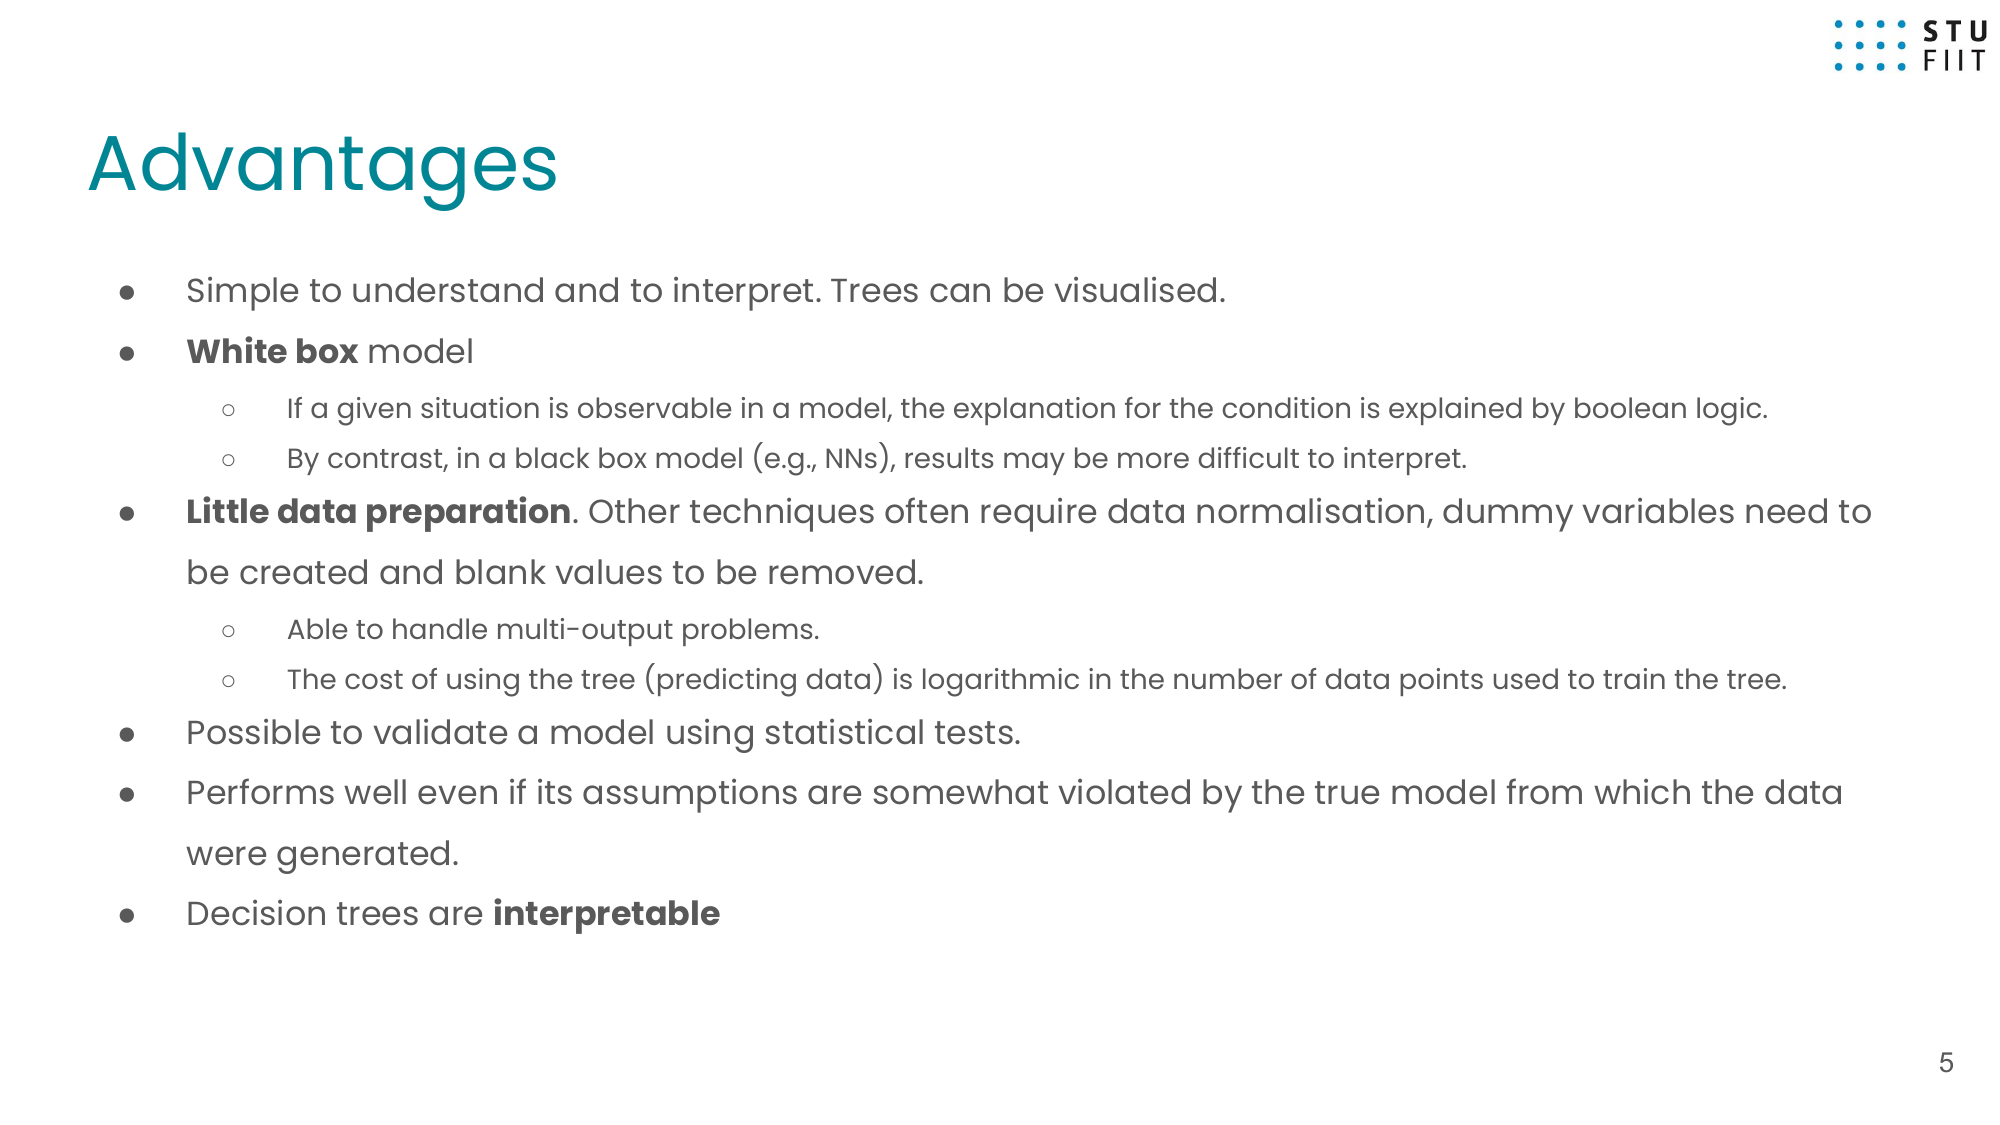 STU
FIIT
Advantages
● Simple to understand and to interpret. Trees can be visualised.
● White box model
○ If a given situation is observable in a model, the explanation for the condition is explained by boolean logic.
○ By contrast, in a black box model (e.g., NNs), results may be more difficult to interpret.
● Little data preparation. Other techniques often require data normalisation, dummy variables need to
be created and blank values to be removed.
○ Able to handle multi-output problems.
○ The cost of using the tree (predicting data) is logarithmic in the number of data points used to train the tree.
● Possible to validate a model using statistical tests.
● Performs well even if its assumptions are somewhat violated by the true model from which the data
were generated.
● Decision trees are interpretable
5